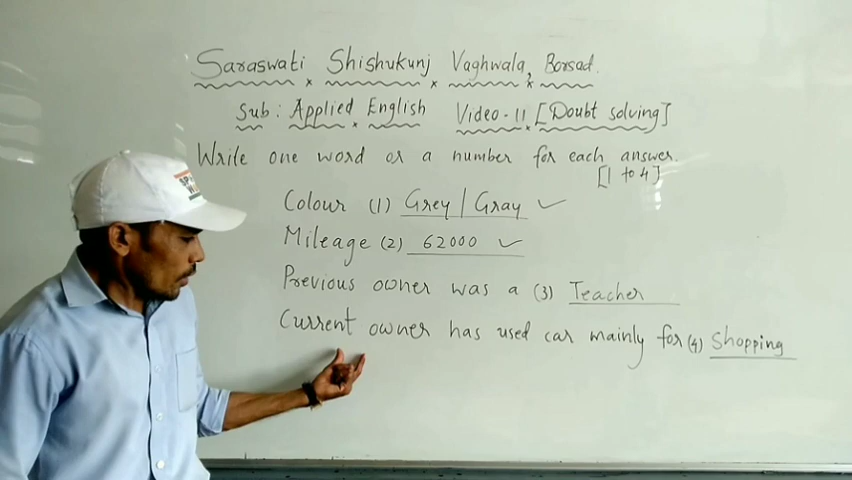 Saraswati Shishukunj Vaghwala, Borsad.
Sub : Applied English Video - 11 [Doubt solving]
Write one word or a number for each answer.
[1 to 4]
Colour (1) Grey / Gray ✓
Mileage (2) 62000 ✓
Previous owner was a (3) Teacher
Current owner has used car mainly for (4) Shopping